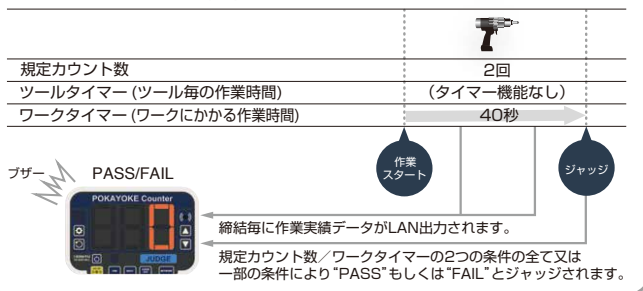 規定カウント数 2回
ツールタイマー (ツール毎の作業時間) (タイマー機能なし)
ワークタイマー (ワークにかかる作業時間) 40秒
作業
スタート
ジャッジ
ブザー
PASS/FAIL
POKAYOKE Counter
0
JUDGE
締結毎に作業実績データがLAN出力されます。
規定カウント数/ワークタイマーの2つの条件の全て又は
一部の条件により“PASS”もしくは“FAIL”とジャッジされます。